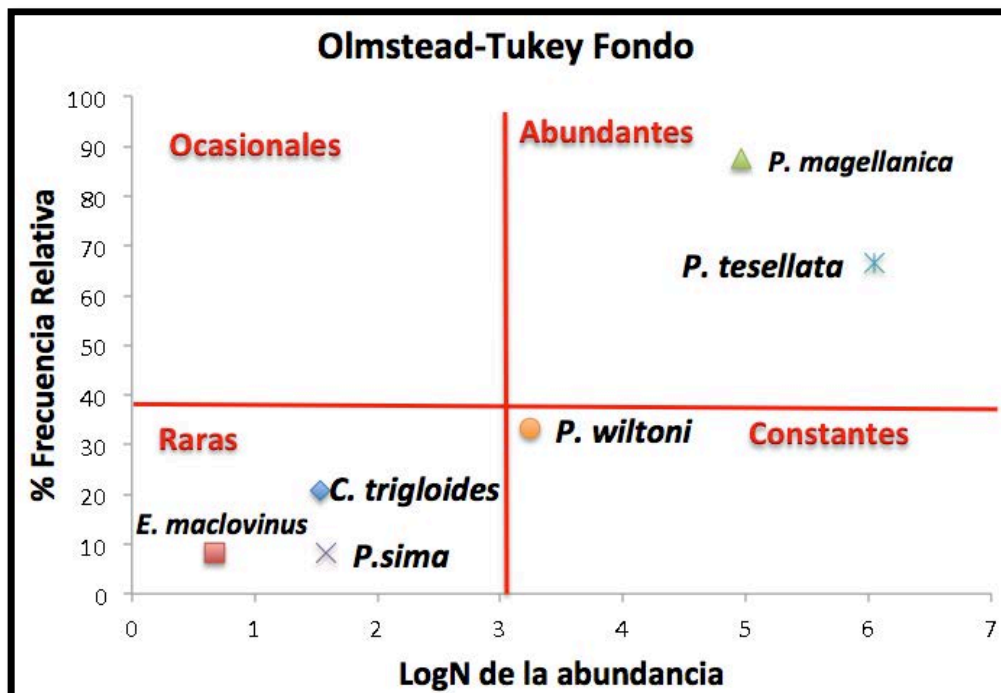 Olmstead-Tukey Fondo
% Frecuencia Relativa
100
90
80
70
60
50
40
30
20
10
0
Ocasionales
Abundantes
P. magellanica
P. tesellata
Raras
P. wiltoni
Constantes
C. trigloides
E. maclovinus
P.sima
0 1 2 3 4 5 6 7
LogN de la abundancia